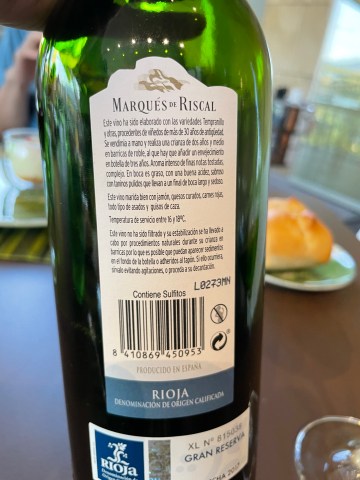 MARQUÉS DE RISCAL
Este vino ha sido elaborado con las variedades Tempranillo
y otras, procedentes de viñedos de más de 30 años de antigüedad.
Se vendimia a mano y realiza una crianza de dos años y medio
en barricas de roble, al que hay que añadir un envejecimiento
en botella de tres años. Aroma intenso de finas notas tostadas,
complejo. En boca es graso, con una buena acidez, sabroso
con taninos pulidos que llevan a un final de boca largo y sedoso.
Este vino marida bien con jamón, quesos curados, carnes rojas,
todo tipo de asados y guisos de caza.
Temperatura de servicio entre 16 y 18ºC.
Este vino no ha sido filtrado y su estabilización se ha llevado a
cabo por procedimientos naturales durante su crianza en
barricas por lo que es posible que puedan aparecer sedimentos
en el fondo de la botella o adheridos al tapón. Si ello ocurriera,
sírvalo evitando agitaciones, o proceda a su decantación.
L0273MN
Contiene Sulfitos
8 410869 450953
PRODUCIDO EN ESPAÑA
RIOJA
DENOMINACIÓN DE ORIGEN CALIFICADA
XL Nº 815038
GRAN RESERVA
Rioja